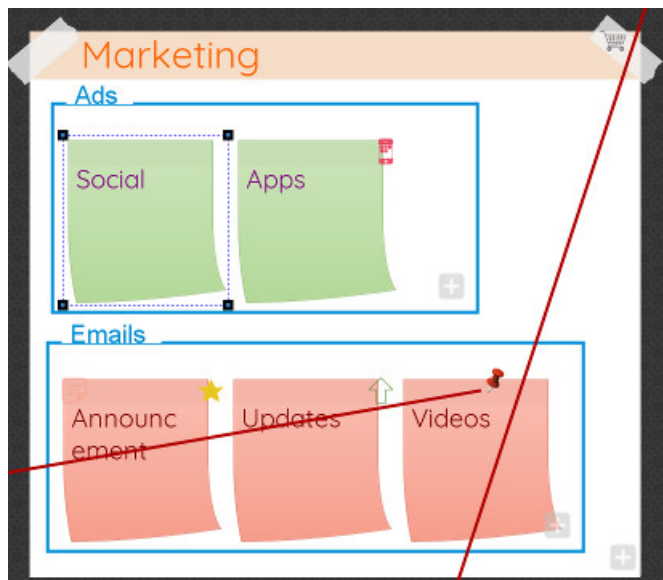 Marketing
Ads
Social
Apps
Emails
Announc
ement
Updates
Videos